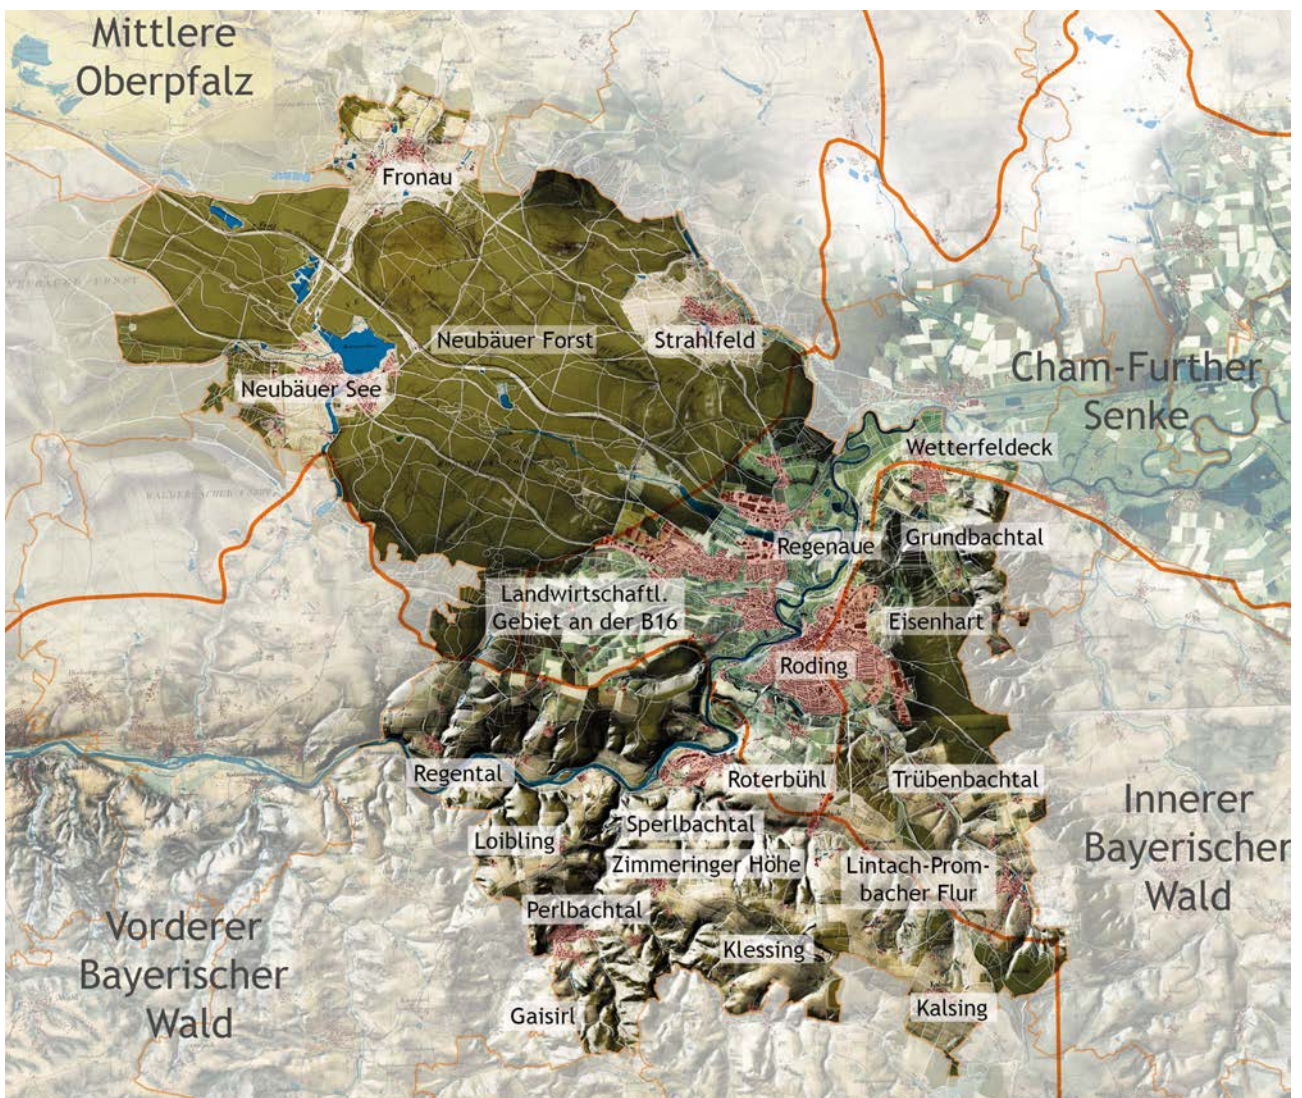 Mittlere
Oberpfalz
Fronau
Neubäuer Forst
Strahlfeld
Cham-Further
Senke
Neubäuer See
Wetterfeldeck
Regenaue
Grundbachtal
Landwirtschaftl.
Gebiet an der B16
Eisenhart
Roding
Regental
Roterbühl
Trübenbachtal
Innerer
Bayerischer
Wald
Sperlbachtal
Loibling
Zimmeringer Höhe
Lintach-Prom-
bacher Flur
Perlbachtal
Vorderer
Bayerischer
Wald
Klessing
Gaisirl
Kalsing